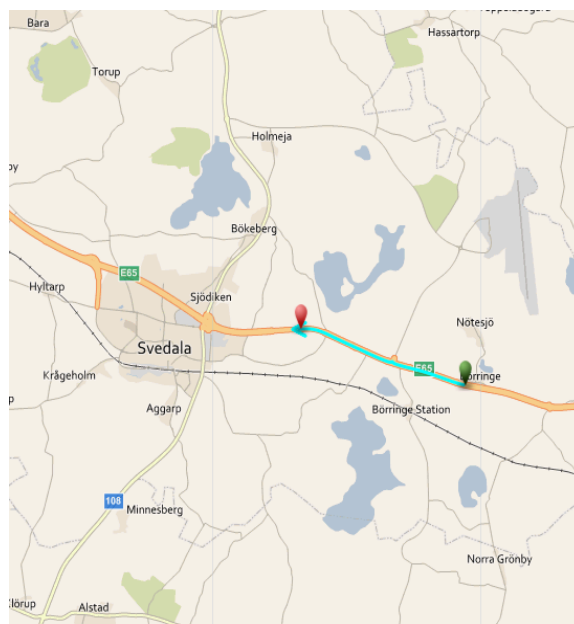 Bara
Hassartorp
Torup
Holmeja
by
Bökeberg
E65
Hyltarp
Sjödiken
Nötesjö
Svedala
E65
Krågeholm
Börringe Station
Aggarp
108
Minnesberg
Norra Grönby
Alstad